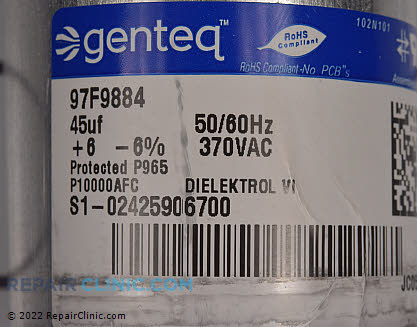 genteq™
RoHS
Compliant
102N101
RoHS Compliant-No PCB"s
97F9884
45uf 50/60Hz
+6 -6% 370VAC
Protected P965
P10000AFC DIELEKTROL VI
S1-02425906700
REPAIRCLINIC.COM
© 2022 RepairClinic.com